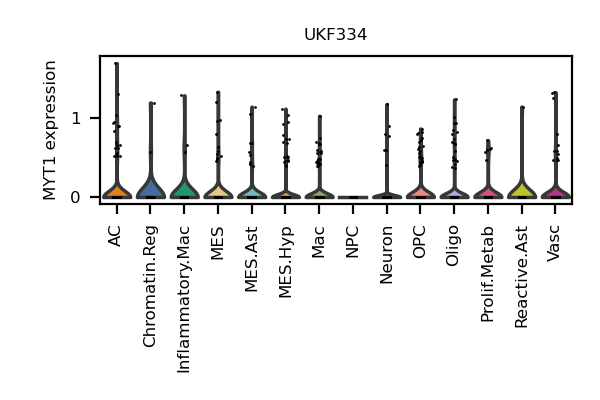 UKF334
MYT1 expression
1
0
AC
Chromatin.Reg
Inflammatory.Mac
MES
MES.Ast
MES.Hyp
Mac
NPC
Neuron
OPC
Oligo
Prolif.Metab
Reactive.Ast
Vasc